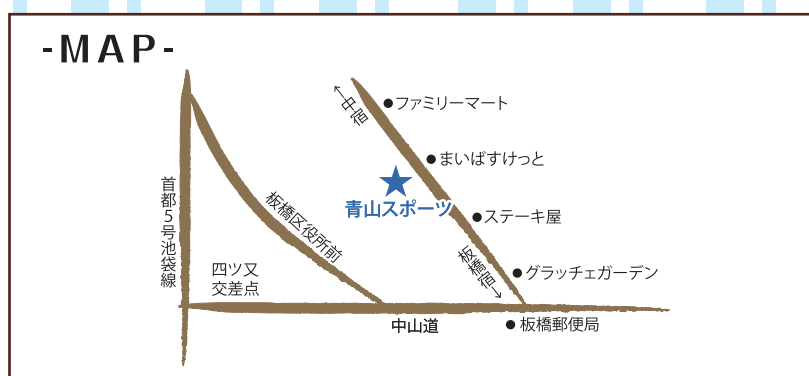 -MAP-
←中宿
ファミリーマート
まいばすけっと
青山スポーツ
ステーキ屋
首都5号池袋線
板橋区役所前
四ツ又
交差点
板橋宿→
グラッチェガーデン
中山道
板橋郵便局